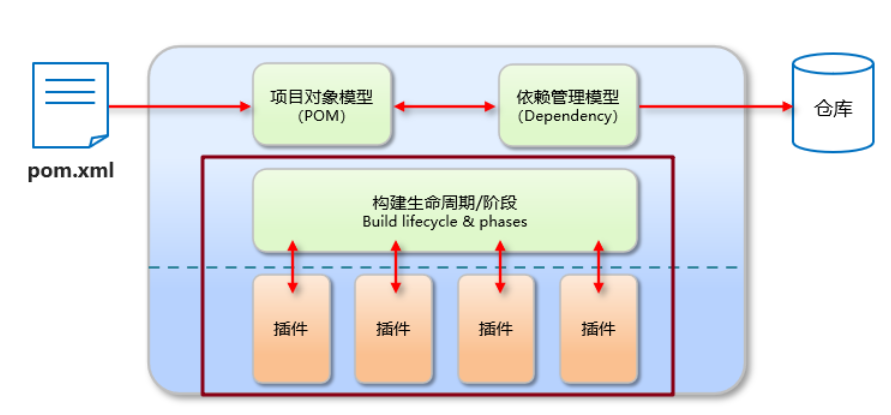 项目对象模型
（POM）
依赖管理模型
（Dependency）
仓库
pom.xml
构建生命周期/阶段
Build lifecycle & phases
插件
插件
插件
插件